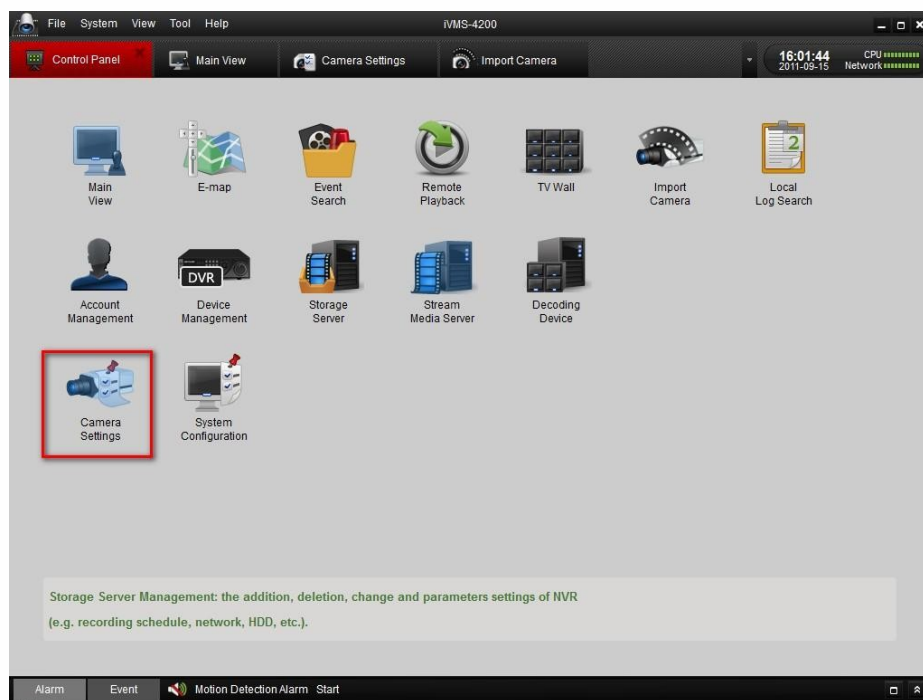 File System View Tool Help iVMS-4200
Control Panel Main View Camera Settings Import Camera 16:01:44 CPU
2011-09-15 Network
Main E-map Event Remote TV Wall Import Local
View Search Playback Camera Log Search
2
Account Device Storage Stream Decoding
Management Management Server Media Server Device
DVR
Camera System
Settings Configuration
Storage Server Management: the addition, deletion, change and parameters settings of NVR
(e.g. recording schedule, network, HDD, etc.).
Alarm Event Motion Detection Alarm Start